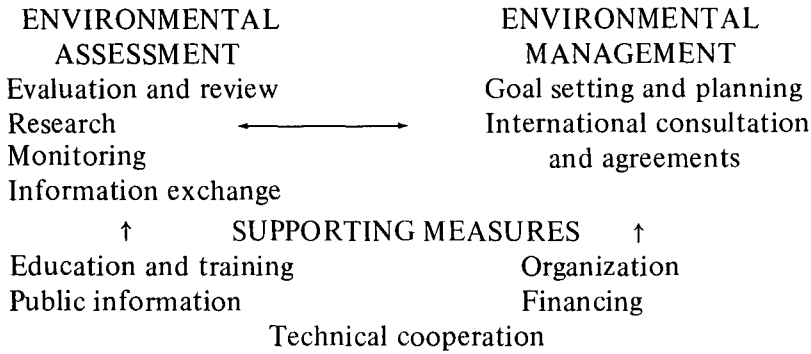 ENVIRONMENTAL ASSESSMENT
Evaluation and review
Research
Monitoring
Information exchange
ENVIRONMENTAL MANAGEMENT
Goal setting and planning
International consultation
and agreements
SUPPORTING MEASURES
Education and training
Public information
Organization
Financing
Technical cooperation